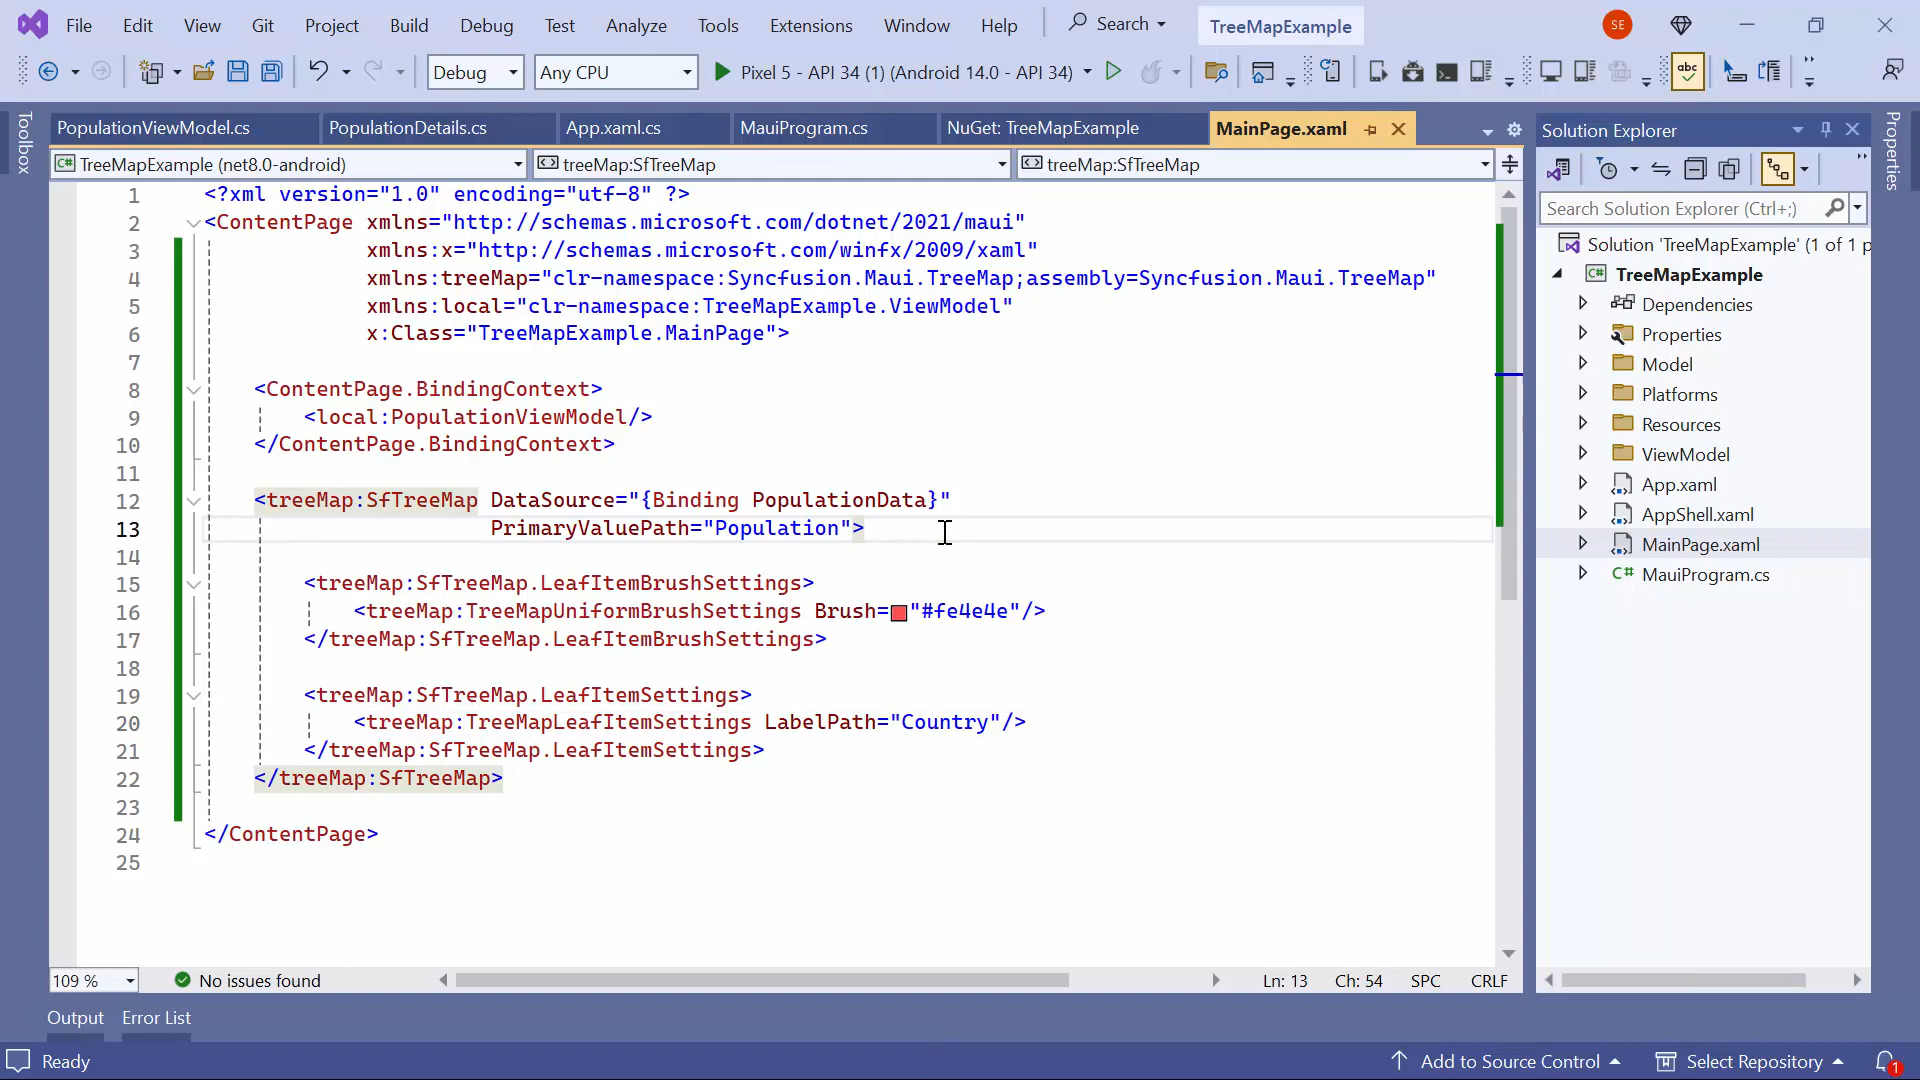 File Edit View Git Project Build Debug Test Analyze Tools Extensions Window Help Search TreeMapExample SE
Debug Any CPU Pixel 5 - API 34 (1) (Android 14.0 - API 34) abc
Toolbox
PopulationViewModel.cs PopulationDetails.cs App.xaml.cs MauiProgram.cs NuGet: TreeMapExample MainPage.xaml
C# TreeMapExample (net8.0-android) treeMap:SfTreeMap treeMap:SfTreeMap
1 <?xml version="1.0" encoding="utf-8" ?>
2 <ContentPage xmlns="http://schemas.microsoft.com/dotnet/2021/maui"
3 xmlns:x="http://schemas.microsoft.com/winfx/2009/xaml"
4 xmlns:treeMap="clr-namespace:Syncfusion.Maui.TreeMap;assembly=Syncfusion.Maui.TreeMap"
5 xmlns:local="clr-namespace:TreeMapExample.ViewModel"
6 x:Class="TreeMapExample.MainPage">
7
8 <ContentPage.BindingContext>
9 <local:PopulationViewModel/>
10 </ContentPage.BindingContext>
11
12 <treeMap:SfTreeMap DataSource="{Binding PopulationData}"
13 PrimaryValuePath="Population">
14
15 <treeMap:SfTreeMap.LeafItemBrushSettings>
16 <treeMap:TreeMapUniformBrushSettings Brush="#fe4e4e"/>
17 </treeMap:SfTreeMap.LeafItemBrushSettings>
18
19 <treeMap:SfTreeMap.LeafItemSettings>
20 <treeMap:TreeMapLeafItemSettings LabelPath="Country"/>
21 </treeMap:SfTreeMap.LeafItemSettings>
22 </treeMap:SfTreeMap>
23
24 </ContentPage>
25
109 % No issues found Ln: 13 Ch: 54 SPC CRLF
Solution Explorer
Search Solution Explorer (Ctrl+;)
Solution 'TreeMapExample' (1 of 1 p
C# TreeMapExample
Dependencies
Properties
Model
Platforms
Resources
ViewModel
App.xaml
AppShell.xaml
MainPage.xaml
C# MauiProgram.cs
Properties
Output Error List
Ready Add to Source Control Select Repository 1